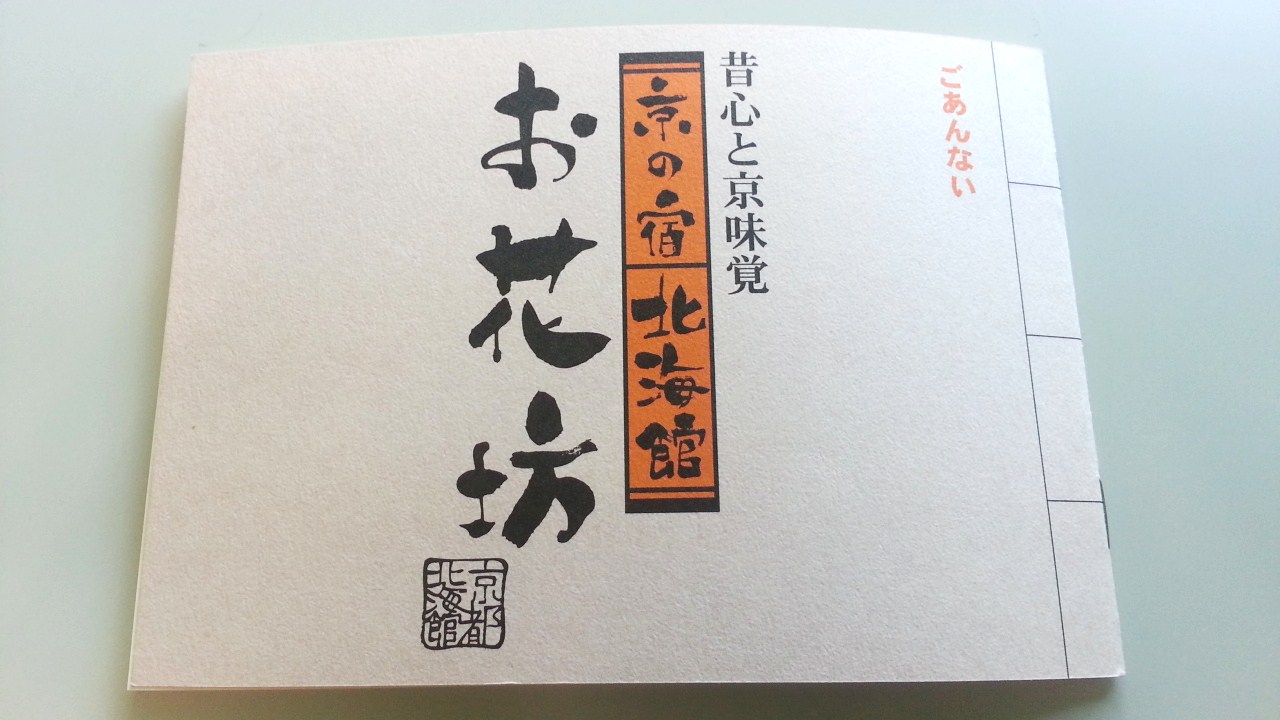 ごあんない
昔心と京味覚
京の宿 北海館
お花坊
京都
北海館